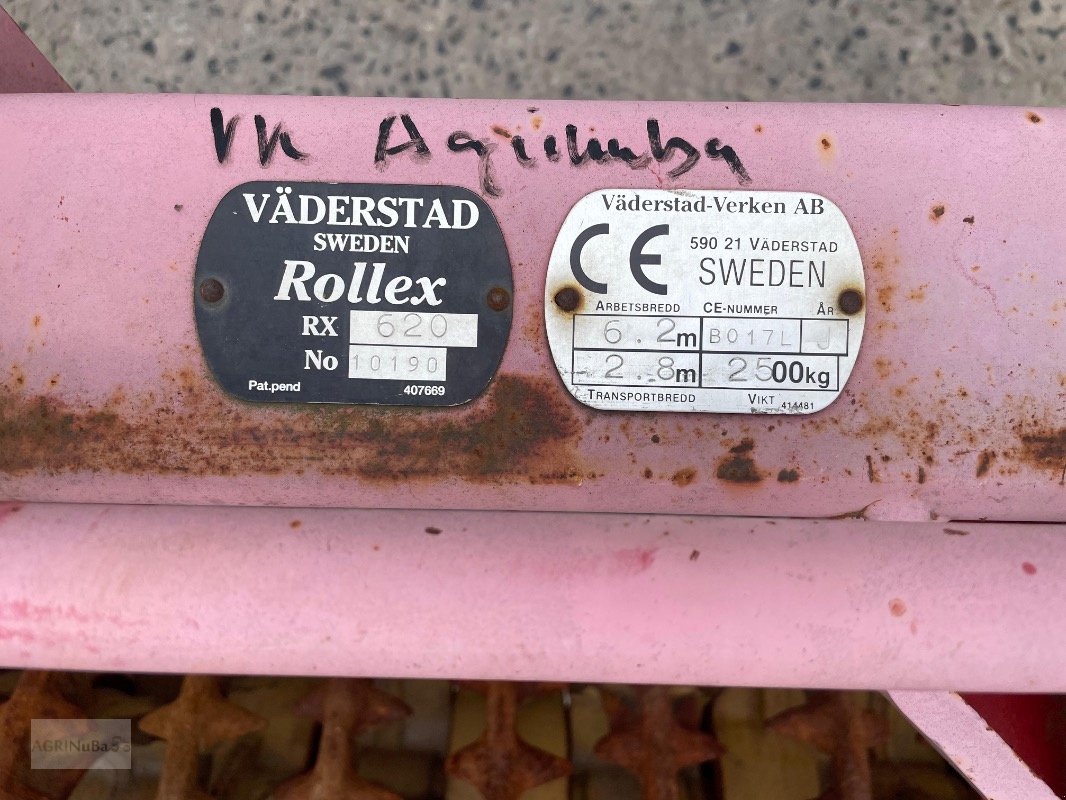 VÄDERSTAD
SWEDEN
Rollex
RX 620
No 10190
Pat.pend 407669
Väderstad-Verken AB
CE 590 21 VÄDERSTAD
SWEDEN
ARBETSBREDD CE-NUMMER ÅR
6.2m B017L J
2.8m 2500kg
TRANSPORTBREDD VIKT 414481
AGRINuBaSS